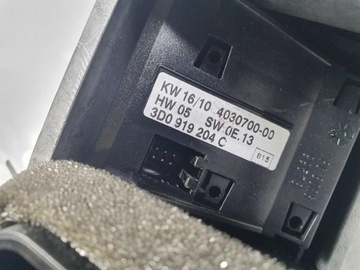 KW 16/10 4030700-00
HW 05 SW 0E.13
3D0 919 204 C
B15